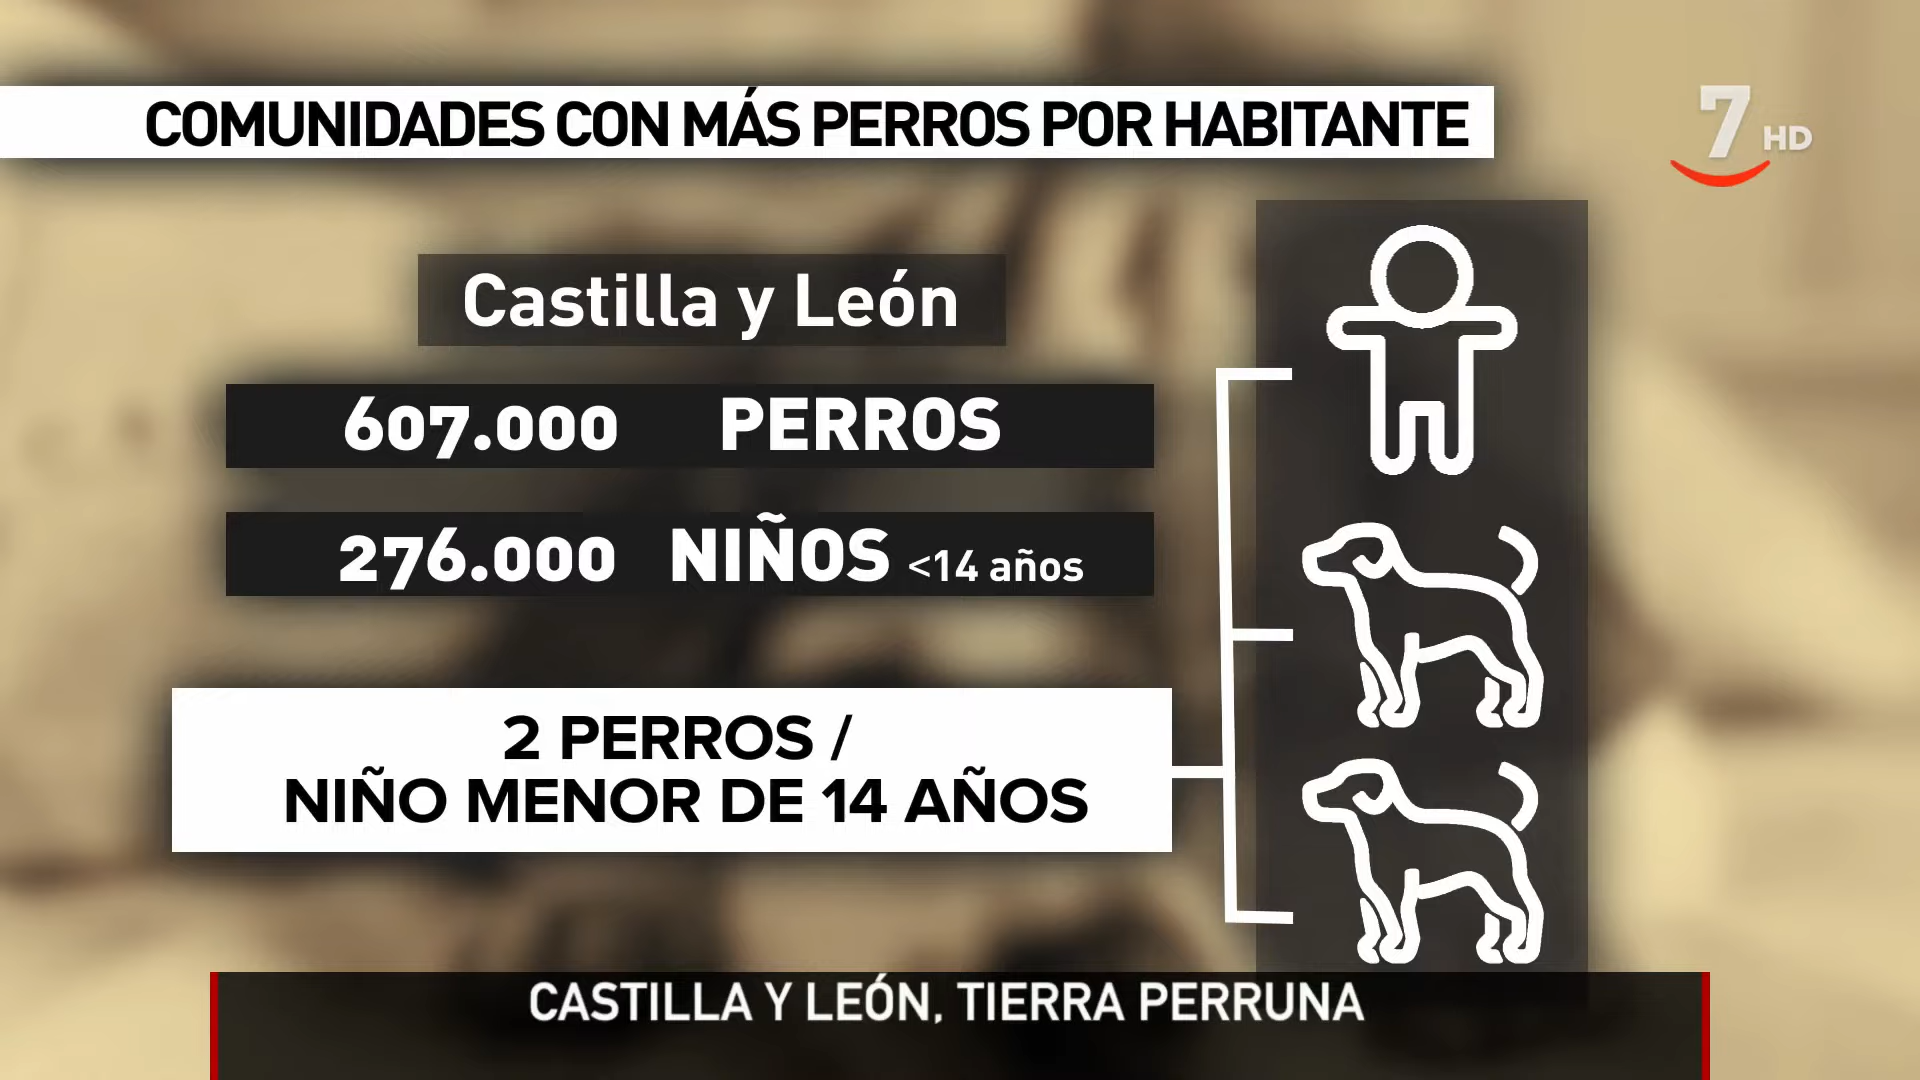 COMUNIDADES CON MÁS PERROS POR HABITANTE
7 HD
Castilla y León
607.000 PERROS
276.000 NIÑOS <14 años
2 PERROS /
NIÑO MENOR DE 14 AÑOS
CASTILLA Y LEÓN, TIERRA PERRUNA